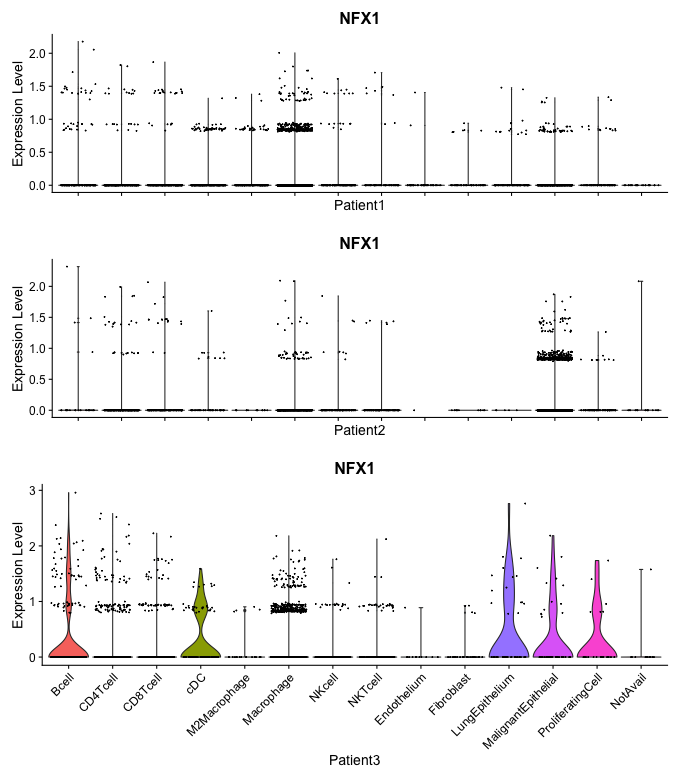 NFX1
Expression Level
2.0
1.5
1.0
0.5
0.0
Patient1
NFX1
Expression Level
2.0
1.5
1.0
0.5
0.0
Patient2
NFX1
Expression Level
3
2
1
0
Bcell
CD4Tcell
CD8Tcell
cDC
M2Macrophage
Macrophage
NKcell
NKTcell
Endothelium
Fibroblast
LungEpithelium
MalignantEpithelial
ProliferatingCell
NotAvail
Patient3